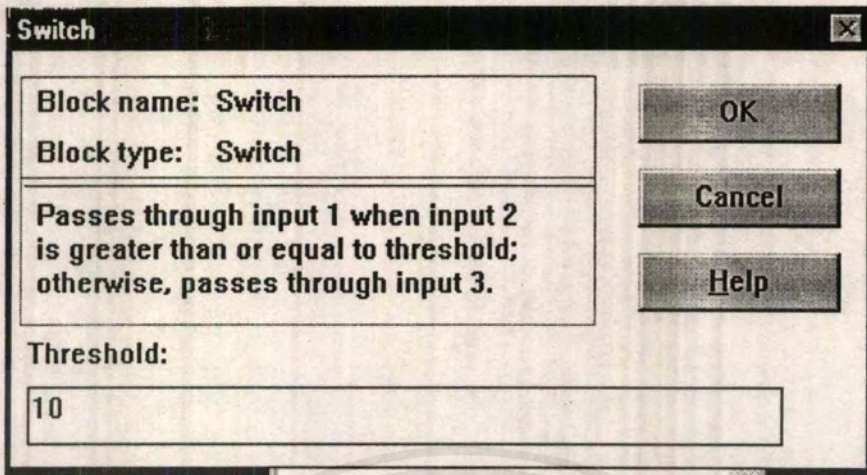 Switch
Block name: Switch
Block type: Switch
Passes through input 1 when input 2
is greater than or equal to threshold;
otherwise, passes through input 3.
OK
Cancel
Help
Threshold:
10